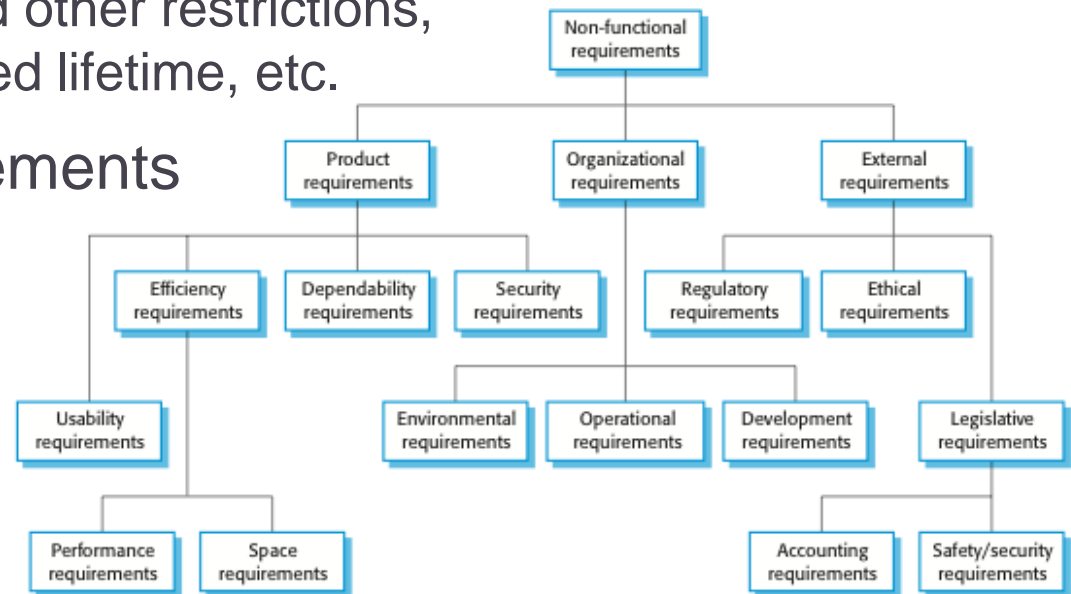 d other restrictions,
ed lifetime, etc.
ements
Non-functional
requirements
Product
requirements
Organizational
requirements
External
requirements
Efficiency
requirements
Dependability
requirements
Security
requirements
Regulatory
requirements
Ethical
requirements
Usability
requirements
Environmental
requirements
Operational
requirements
Development
requirements
Legislative
requirements
Performance
requirements
Space
requirements
Accounting
requirements
Safety/security
requirements